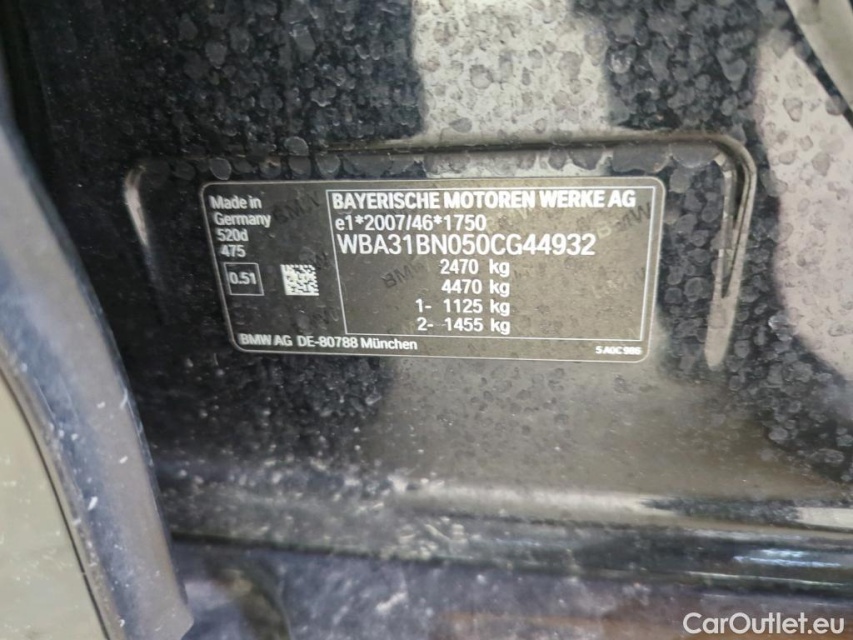 Made in
Germany
520d
475
0.51
BAYERISCHE MOTOREN WERKE AG
e1*2007/46*1750
WBA31BN050CG44932
2470 kg
4470 kg
1- 1125 kg
2- 1455 kg
BMW AG DE-80788 München
CarOutlet.eu